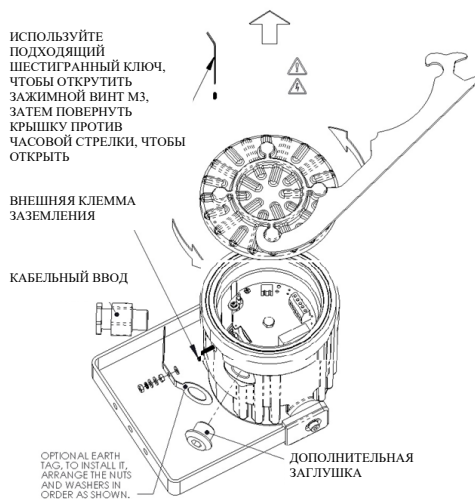 ИСПОЛЬЗУЙТЕ
ПОДХОДЯЩИЙ
ШЕСТИГРАННЫЙ КЛЮЧ,
ЧТОБЫ ОТКРУТИТЬ
ЗАЖИМНОЙ ВИНТ М3,
ЗАТЕМ ПОВЕРНУТЬ
КРЫШКУ ПРОТИВ
ЧАСОВОЙ СТРЕЛКИ, ЧТОБЫ
ОТКРЫТЬ
ВНЕШНЯЯ КЛЕММА
ЗАЗЕМЛЕНИЯ
КАБЕЛЬНЫЙ ВВОД
OPTIONAL EARTH
TAG, TO INSTALL IT,
ARRANGE THE NUTS
AND WASHERS IN
ORDER AS SHOWN.
ДОПОЛНИТЕЛЬНАЯ
ЗАГЛУШКА